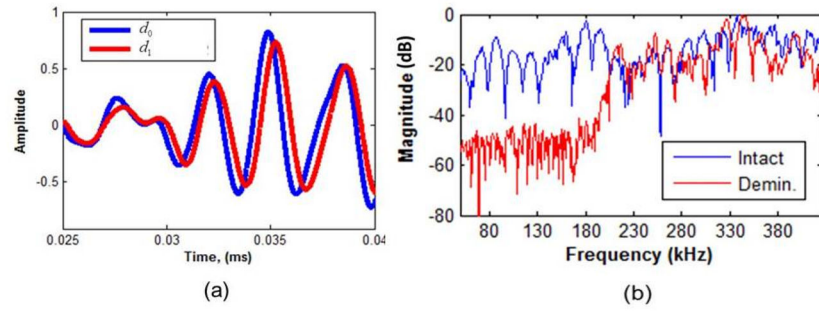 1
0.5
0
-0.5
Amplitude
d0
d1
0.025
0.03
0.035
0.04
Time, (ms)
(a)
0
-20
-40
-60
-80
Magnitude (dB)
Intact
Demin.
80
130
180
230
280
330
380
Frequency (kHz)
(b)